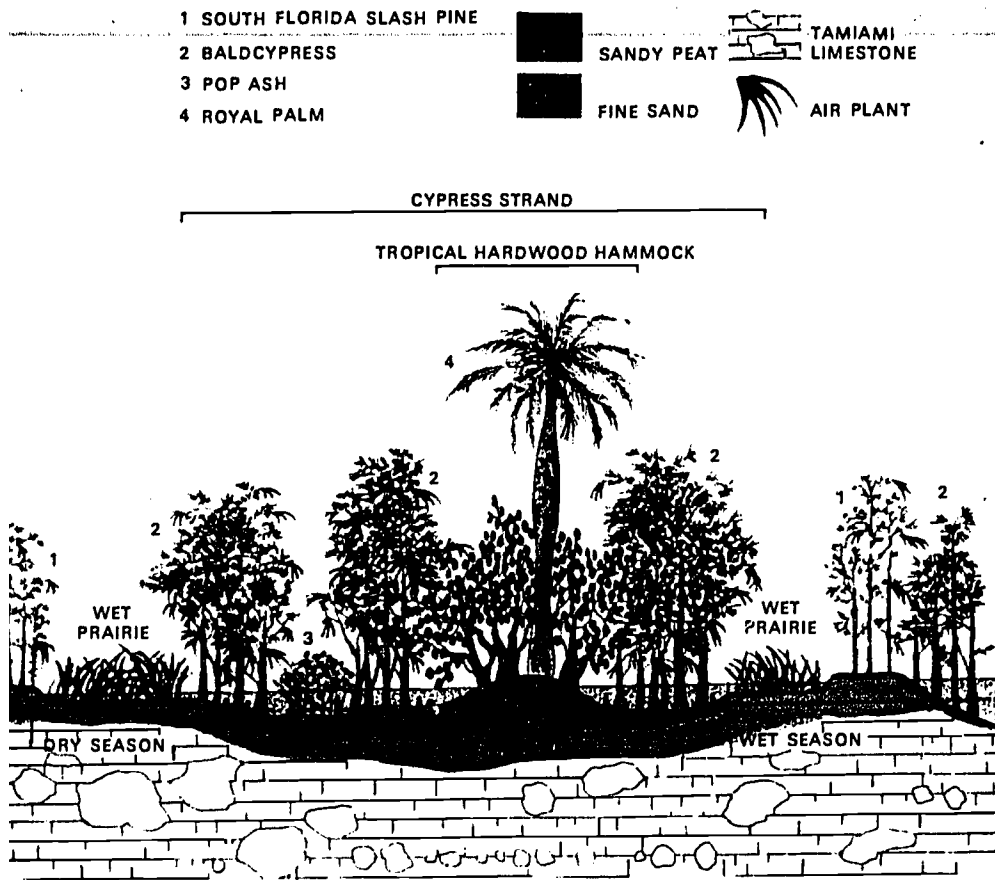 1 SOUTH FLORIDA SLASH PINE
2 BALDCYPRESS
3 POP ASH
4 ROYAL PALM
SANDY PEAT
FINE SAND
TAMIAMI
LIMESTONE
AIR PLANT
CYPRESS STRAND
TROPICAL HARDWOOD HAMMOCK
4
2
2
2
1
2
1
3
WET
PRAIRIE
WET
PRAIRIE
DRY SEASON
WET SEASON